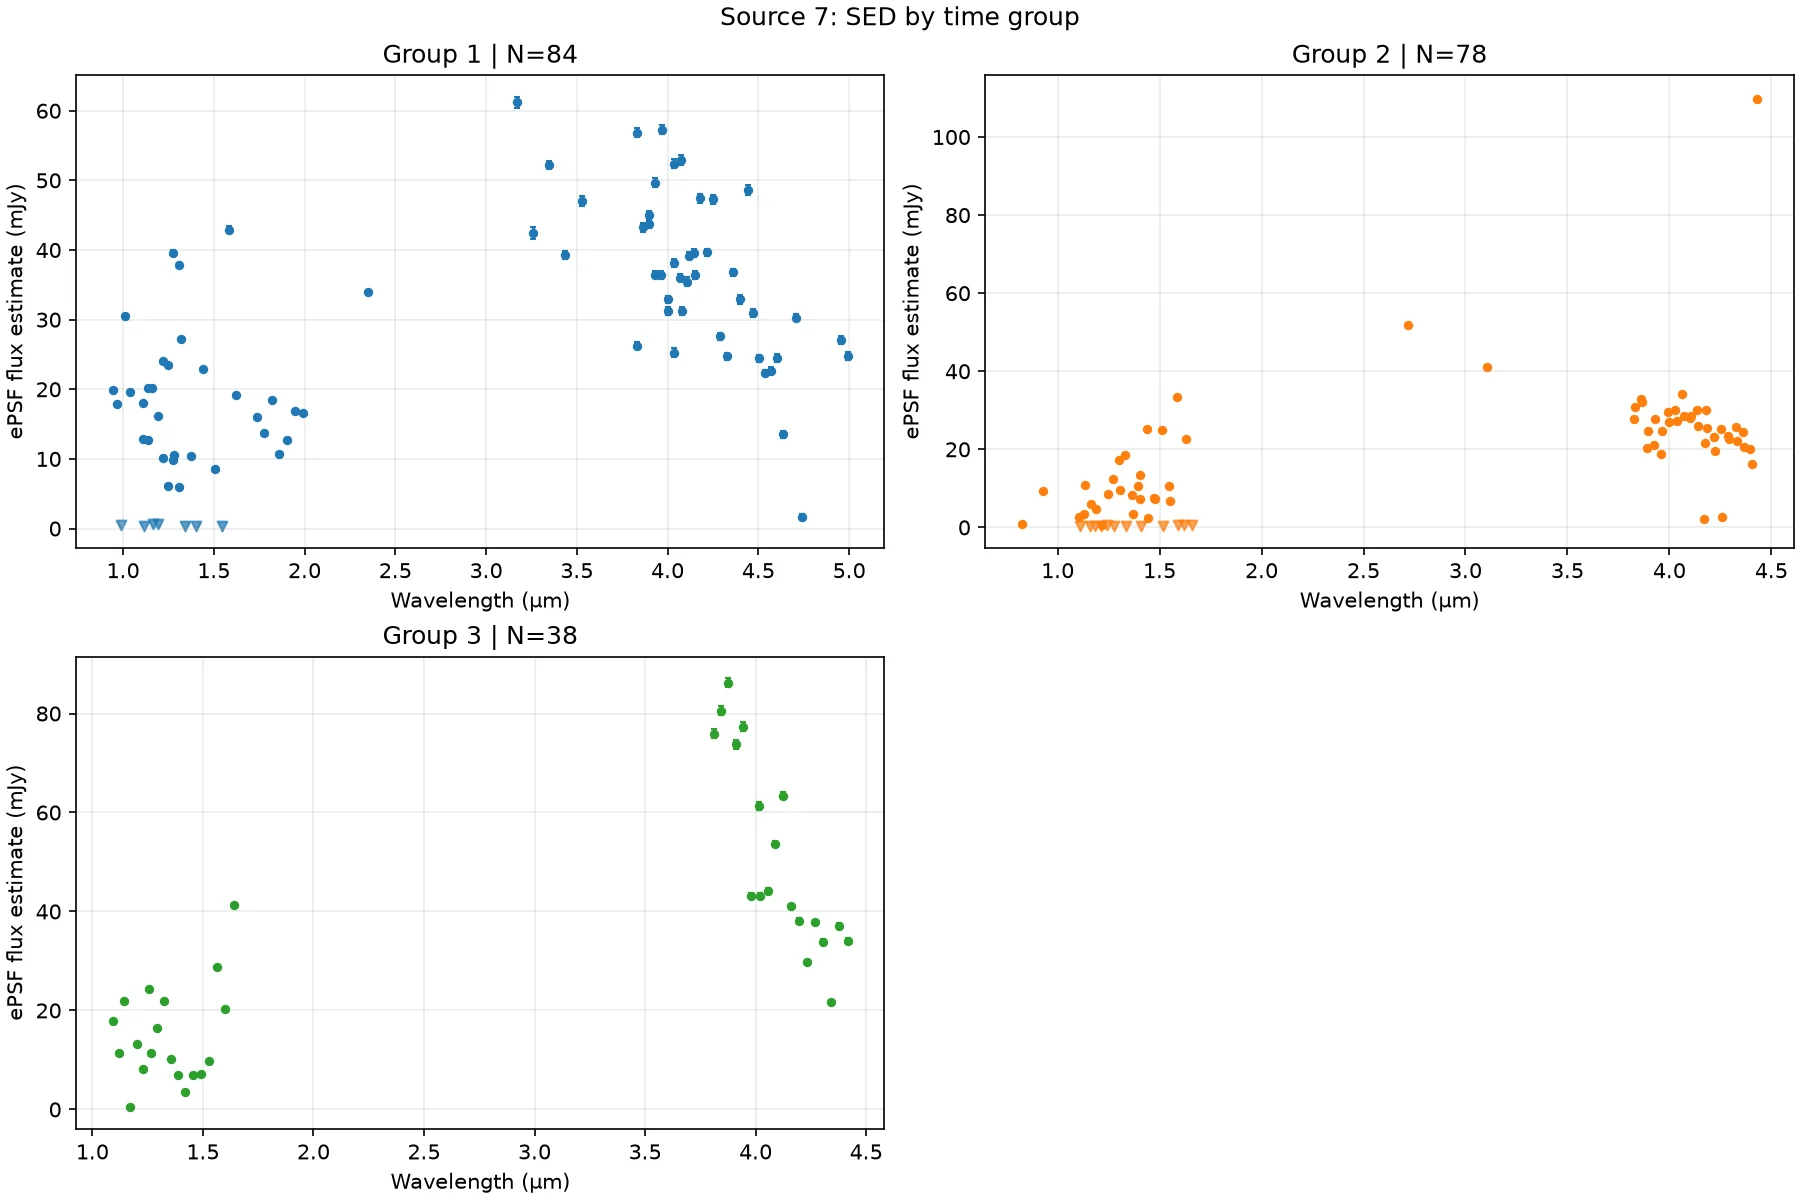 Source 7: SED by time group
Group 1 | N=84
ePSF flux estimate (mJy)
60
50
40
30
20
10
0
1.0 1.5 2.0 2.5 3.0 3.5 4.0 4.5 5.0
Wavelength (µm)
Group 2 | N=78
ePSF flux estimate (mJy)
100
80
60
40
20
0
1.0 1.5 2.0 2.5 3.0 3.5 4.0 4.5
Wavelength (µm)
Group 3 | N=38
ePSF flux estimate (mJy)
80
60
40
20
0
1.0 1.5 2.0 2.5 3.0 3.5 4.0 4.5
Wavelength (µm)